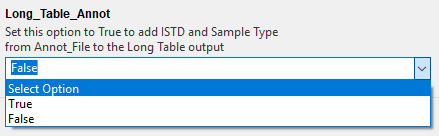 Long_Table_Annot
Set this option to True to add ISTD and Sample Type
from Annot_File to the Long Table output
False
Select Option
True
False